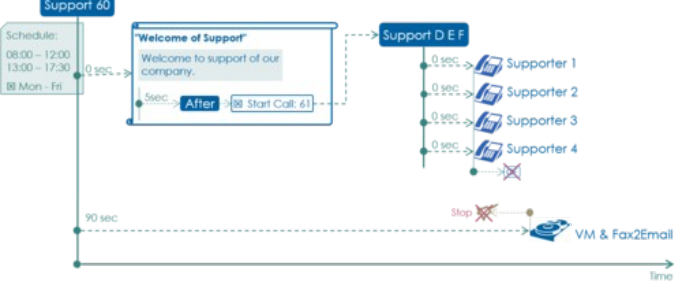 Support 60
Schedule:
08:00 – 12:00
13:00 – 17:30
☒ Mon - Fri
0 sec
"Welcome of Support"
Welcome to support of our
company.
5sec
After
☒ Start Call: 61
Support D E F
0 sec
Supporter 1
0 sec
Supporter 2
0 sec
Supporter 3
0 sec
Supporter 4
90 sec
Stop
VM & Fax2Email
Time